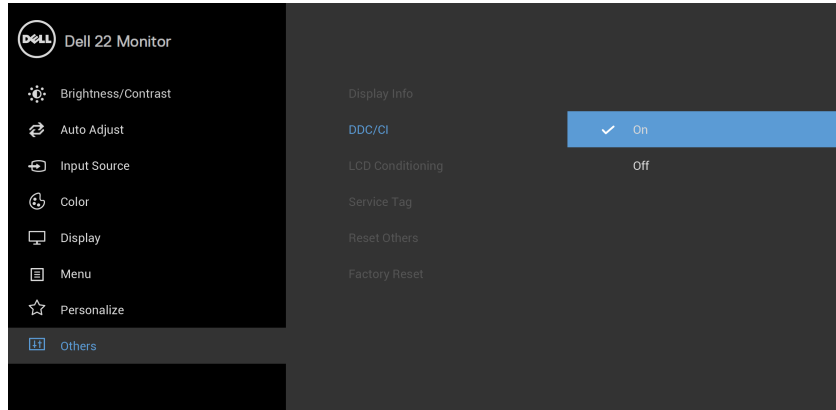 DELL
Dell 22 Monitor
Brightness/Contrast
Auto Adjust
Input Source
Color
Display
Menu
Personalize
Others
Display Info
DDC/CI
LCD Conditioning
Service Tag
Reset Others
Factory Reset
On
Off